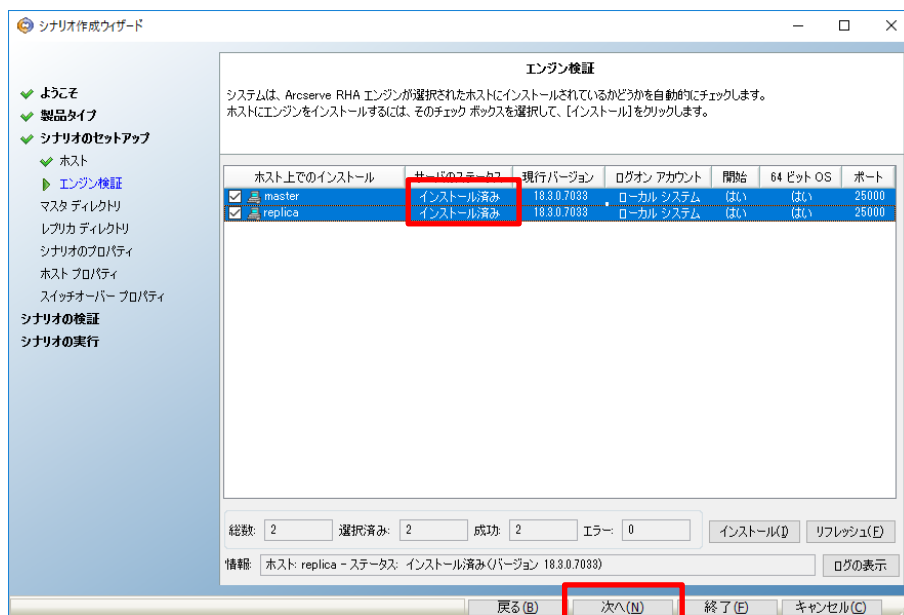 シナリオ作成ウィザード
ようこそ
製品タイプ
シナリオのセットアップ
ホスト
エンジン検証
マスタ ディレクトリ
レプリカ ディレクトリ
シナリオのプロパティ
ホスト プロパティ
スイッチオーバー プロパティ
シナリオの検証
シナリオの実行
エンジン検証
システムは、Arcserve RHA エンジンが選択されたホストにインストールされているかどうかを自動的にチェックします。
ホストにエンジンをインストールするには、そのチェック ボックスを選択して、[インストール]をクリックします。
ホスト上でのインストール サーバのステータス 現行バージョン ログオン アカウント 開始 64 ビット OS ポート
master インストール済み 18.3.0.7033 ローカル システム (はい) (はい) 25000
replica インストール済み 18.3.0.7033 ローカル システム (はい) (はい) 25000
総数: 2 選択済み: 2 成功: 2 エラー: 0 インストール(I) リフレッシュ(F)
情報: ホスト: replica - ステータス: インストール済み(バージョン 18.3.0.7033) ログの表示
戻る(B) 次へ(N) 終了(F) キャンセル(C)